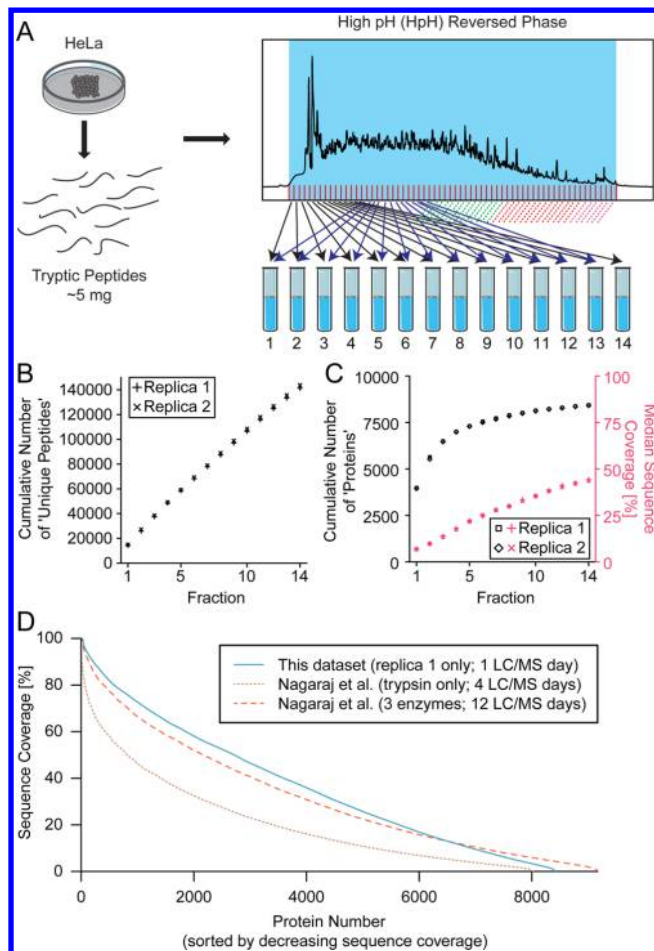 A
High pH (HpH) Reversed Phase
HeLa
Tryptic Peptides
~5 mg
1 2 3 4 5 6 7 8 9 10 11 12 13 14
B
Cumulative Number
of 'Unique Peptides'
140000
120000
100000
80000
60000
40000
20000
0
Replica 1
Replica 2
1 5 10 14
Fraction
C
Cumulative Number
of 'Proteins'
10000
7500
5000
2500
0
100
75
50
25
0
Median Sequence
Coverage [%]
Replica 1
Replica 2
1 5 10 14
Fraction
D
Sequence Coverage [%]
100
80
60
40
20
0
This dataset (replica 1 only; 1 LC/MS day)
Nagaraj et al. (trypsin only; 4 LC/MS days)
Nagaraj et al. (3 enzymes; 12 LC/MS days)
0 2000 4000 6000 8000
Protein Number
(sorted by decreasing sequence coverage)